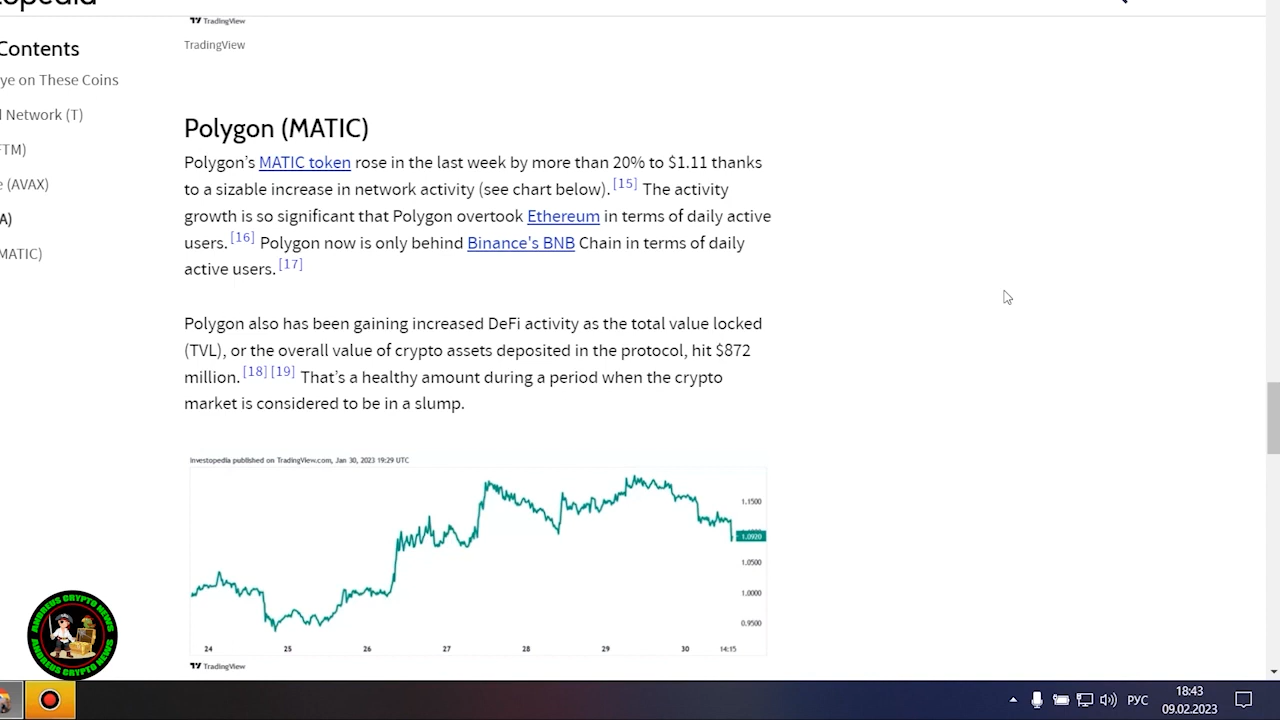 TradingView
TradingView
Contents
ye on These Coins
Network (T)
TM)
(AVAX)
A)
MATIC)
Polygon (MATIC)
Polygon's MATIC token rose in the last week by more than 20% to $1.11 thanks
to a sizable increase in network activity (see chart below). [15] The activity
growth is so significant that Polygon overtook Ethereum in terms of daily active
users. [16] Polygon now is only behind Binance's BNB Chain in terms of daily
active users. [17]
Polygon also has been gaining increased DeFi activity as the total value locked
(TVL), or the overall value of crypto assets deposited in the protocol, hit $872
million. [18] [19] That's a healthy amount during a period when the crypto
market is considered to be in a slump.
Investopedia published on TradingView.com, Jan 30, 2023 19:29 UTC
1.1500
1.0920
1.0500
1.0000
0.9500
24 25 26 27 28 29 30 14:15
TradingView
ANDREUS CRYPTO NEWS
ANDREUS CRYPTO NEWS
РУС
18:43
09.02.2023